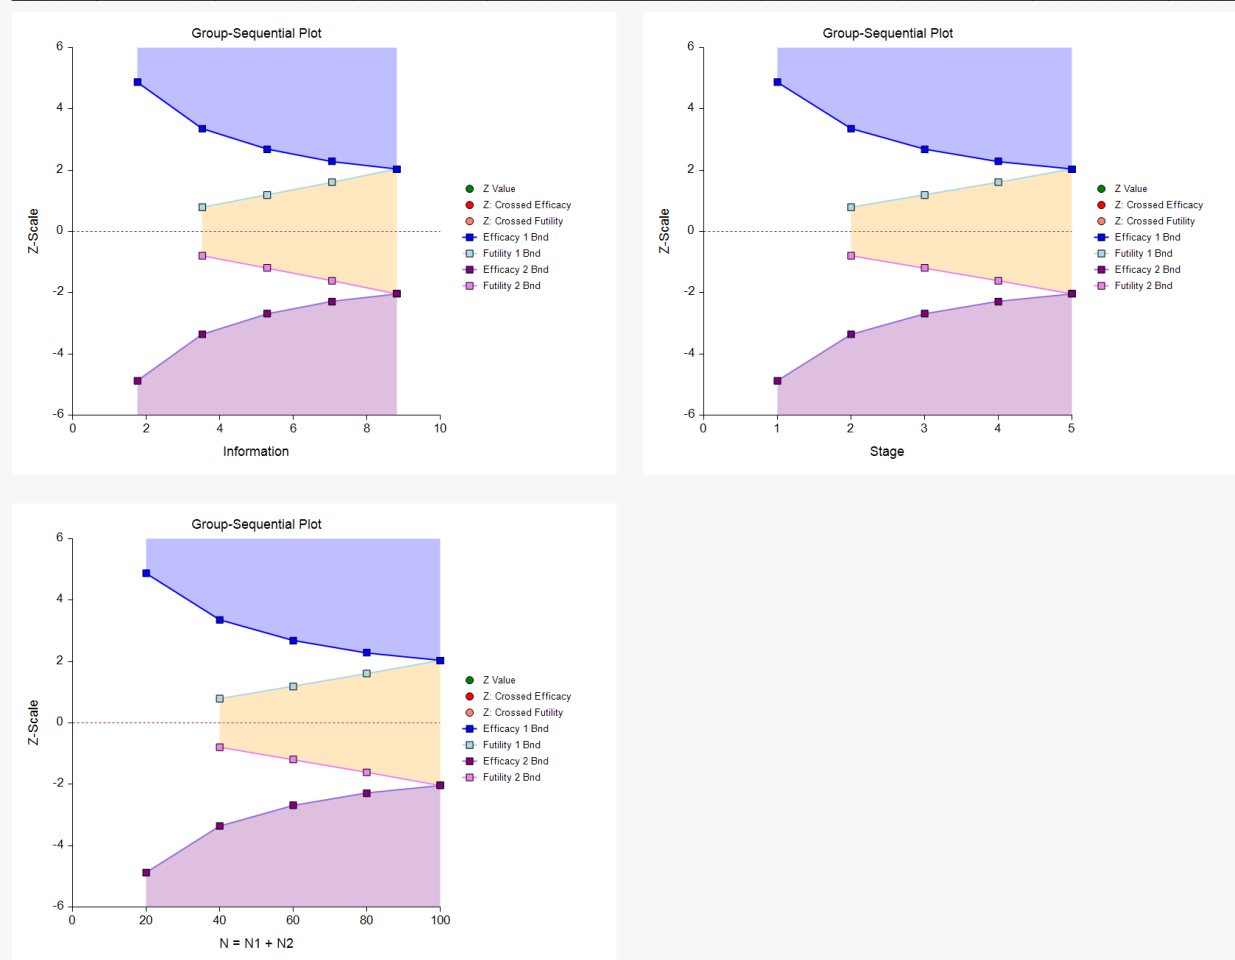 Group-Sequential Plot
6
4
2
0
-2
-4
-6
Z-Scale
0
2
4
6
8
10
Information
Z Value
Z: Crossed Efficacy
Z: Crossed Futility
Efficacy 1 Bnd
Futility 1 Bnd
Efficacy 2 Bnd
Futility 2 Bnd
Group-Sequential Plot
6
4
2
0
-2
-4
-6
Z-Scale
0
1
2
3
4
5
Stage
Z Value
Z: Crossed Efficacy
Z: Crossed Futility
Efficacy 1 Bnd
Futility 1 Bnd
Efficacy 2 Bnd
Futility 2 Bnd
Group-Sequential Plot
6
4
2
0
-2
-4
-6
Z-Scale
0
20
40
60
80
100
N = N1 + N2
Z Value
Z: Crossed Efficacy
Z: Crossed Futility
Efficacy 1 Bnd
Futility 1 Bnd
Efficacy 2 Bnd
Futility 2 Bnd